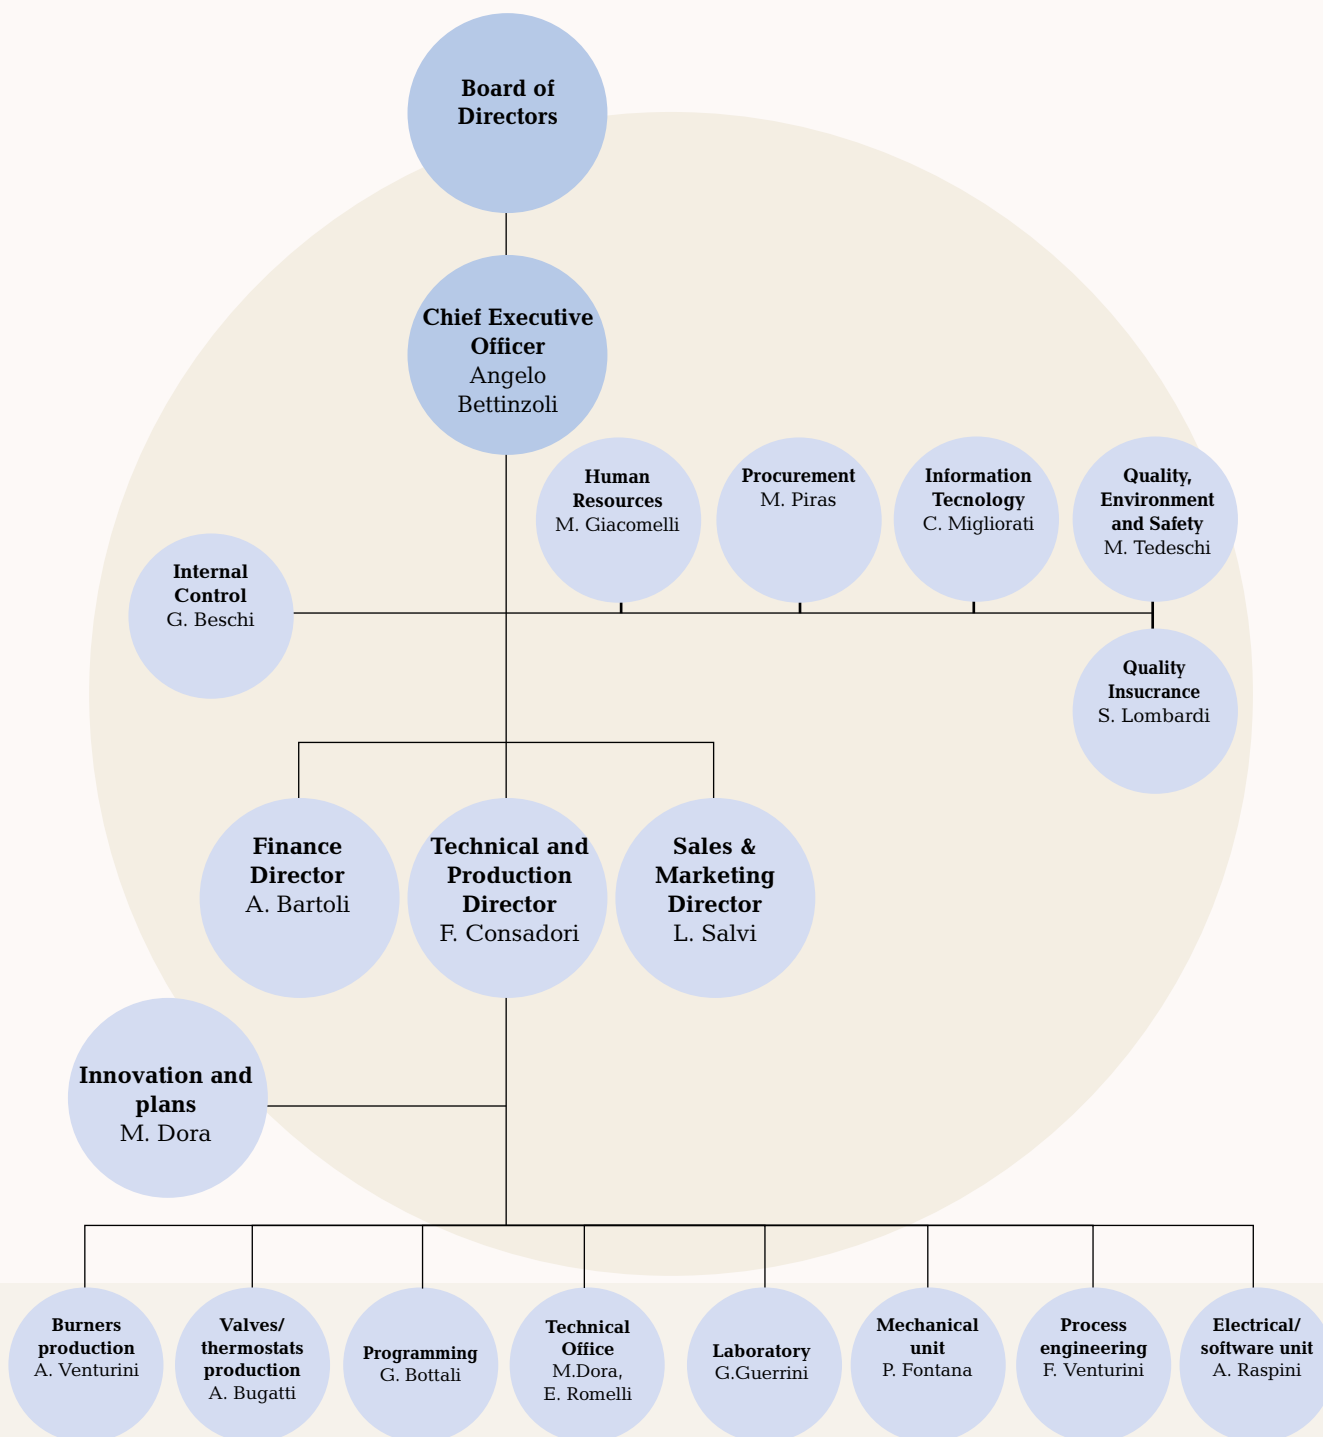 Board of
Directors
Chief Executive
Officer
Angelo
Bettinzoli
Human
Resources
M. Giacomelli
Procurement
M. Piras
Information
Tecnology
C. Migliorati
Quality,
Environment
and Safety
M. Tedeschi
Internal
Control
G. Beschi
Quality
Insucrance
S. Lombardi
Finance
Director
A. Bartoli
Technical and
Production
Director
F. Consadori
Sales &
Marketing
Director
L. Salvi
Innovation and
plans
M. Dora
Burners
production
A. Venturini
Valves/
thermostats
production
A. Bugatti
Programming
G. Bottali
Technical
Office
M.Dora,
E. Romelli
Laboratory
G.Guerrini
Mechanical
unit
P. Fontana
Process
engineering
F. Venturini
Electrical/
software unit
A. Raspini